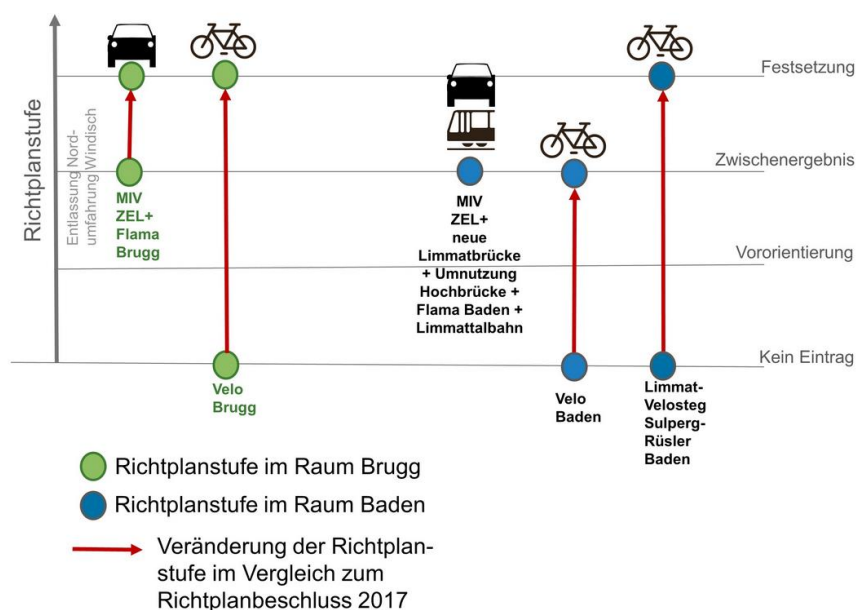 Richtplanstufe
Entlassung Nord-
umfahrung Windisch
Festsetzung
Zwischenergebnis
Vororientierung
Kein Eintrag
MIV
ZEL+
Flama
Brugg
Velo
Brugg
MIV
ZEL+
neue
Limmatbrücke
+ Umnutzung
Hochbrücke +
Flama Baden +
Limmattalbahn
Velo
Baden
Limmat-
Velosteg
Sulperg-
Rüsler
Baden
Richtplanstufe im Raum Brugg
Richtplanstufe im Raum Baden
Veränderung der Richtplan-
stufe im Vergleich zum
Richtplanbeschluss 2017